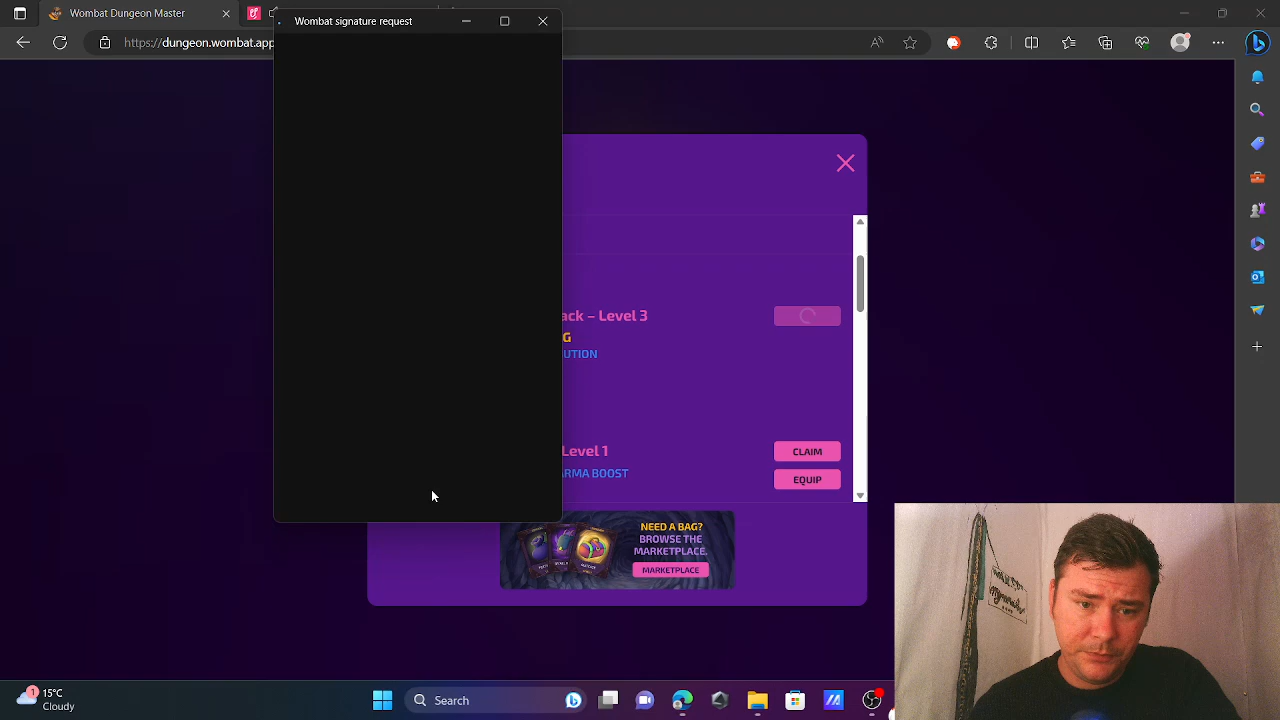 Wombat Dungeon Master
Wombat signature request
https://dungeon.wombat.app
ack – Level 3
G
UTION
Level 1
ARMA BOOST
CLAIM
EQUIP
NEED A BAG?
BROWSE THE
MARKETPLACE.
MARKETPLACE
1
15°C
Cloudy
Search